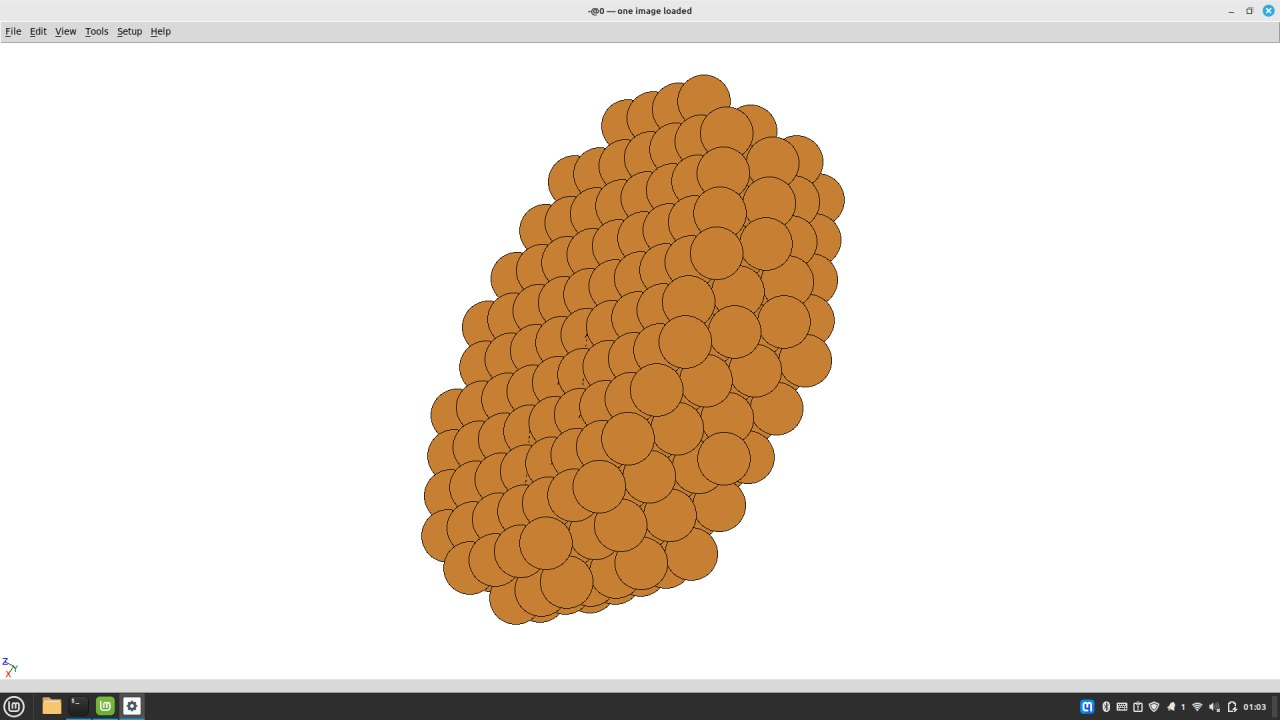 -@0 — one image loaded
File Edit View Tools Setup Help
Z
Y
X
1
01:03